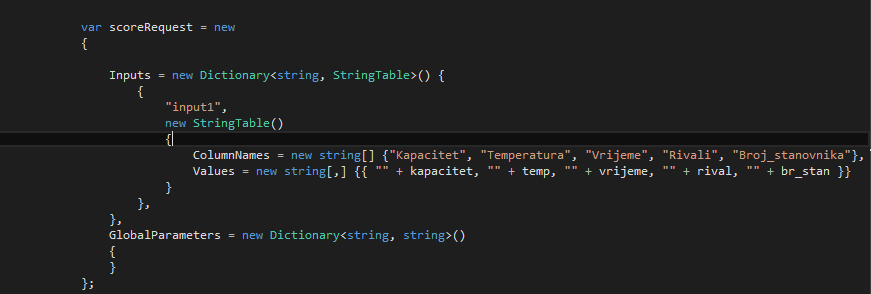 var scoreRequest = new
{
Inputs = new Dictionary<string, StringTable>() {
{
"input1",
new StringTable()
{
ColumnNames = new string[] {"Kapacitet", "Temperatura", "Vrijeme", "Rivali", "Broj_stanovnika"},
Values = new string[,] {{ "" + kapacitet, "" + temp, "" + vrijeme, "" + rival, "" + br_stan }}
}
},
},
GlobalParameters = new Dictionary<string, string>()
{
}
};